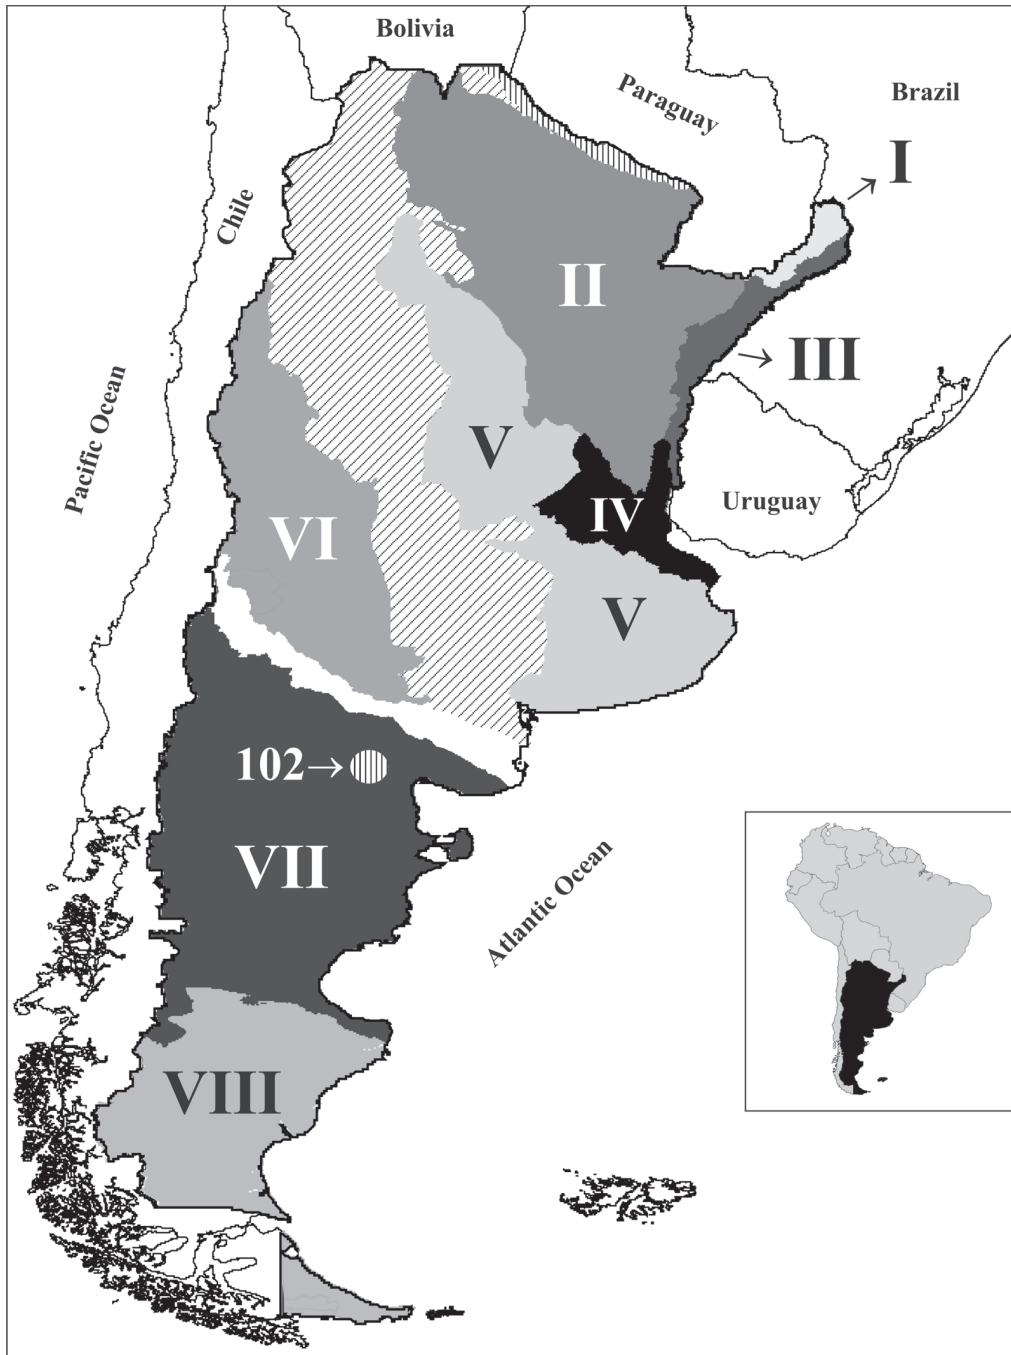 Bolivia
Paraguay
Brazil
I
Chile
II
III
Pacific Ocean
V
Uruguay
IV
VI
V
102→
VII
Atlantic Ocean
VIII